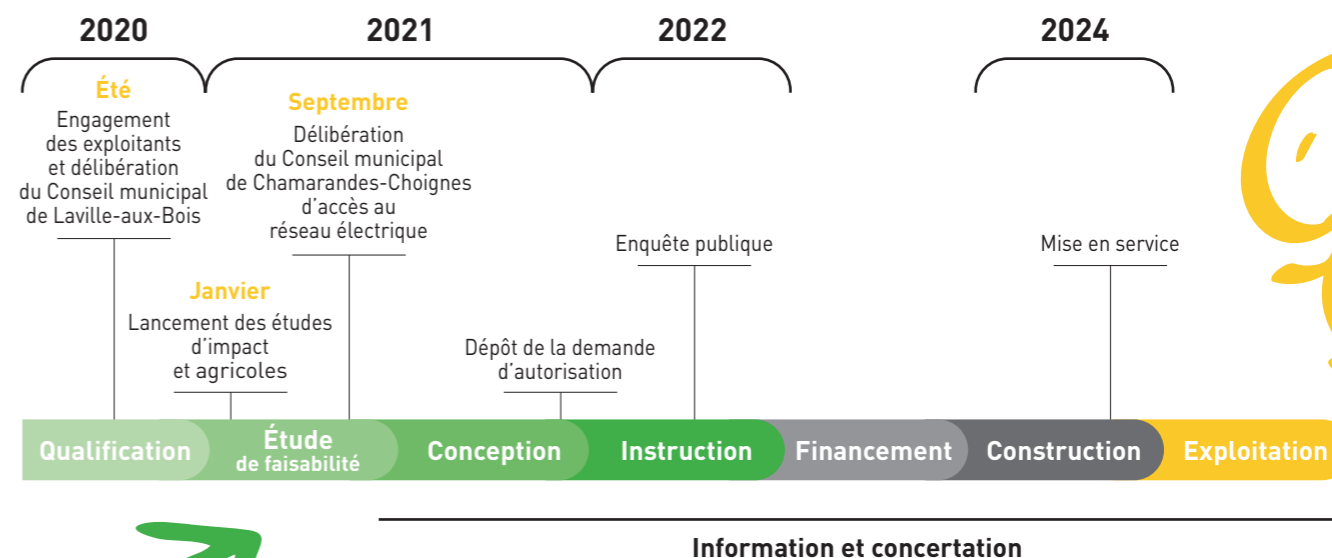 2020
2021
2022
2024
Été
Engagement
des exploitants
et délibération
du Conseil municipal
de Laville-aux-Bois
Janvier
Lancement des études
d'impact
et agricoles
Septembre
Délibération
du Conseil municipal
de Chamarandes-Choignes
d'accès au
réseau électrique
Dépôt de la demande
d'autorisation
Enquête publique
Mise en service
Qualification
Étude
de faisabilité
Conception
Instruction
Financement
Construction
Exploitation
Information et concertation